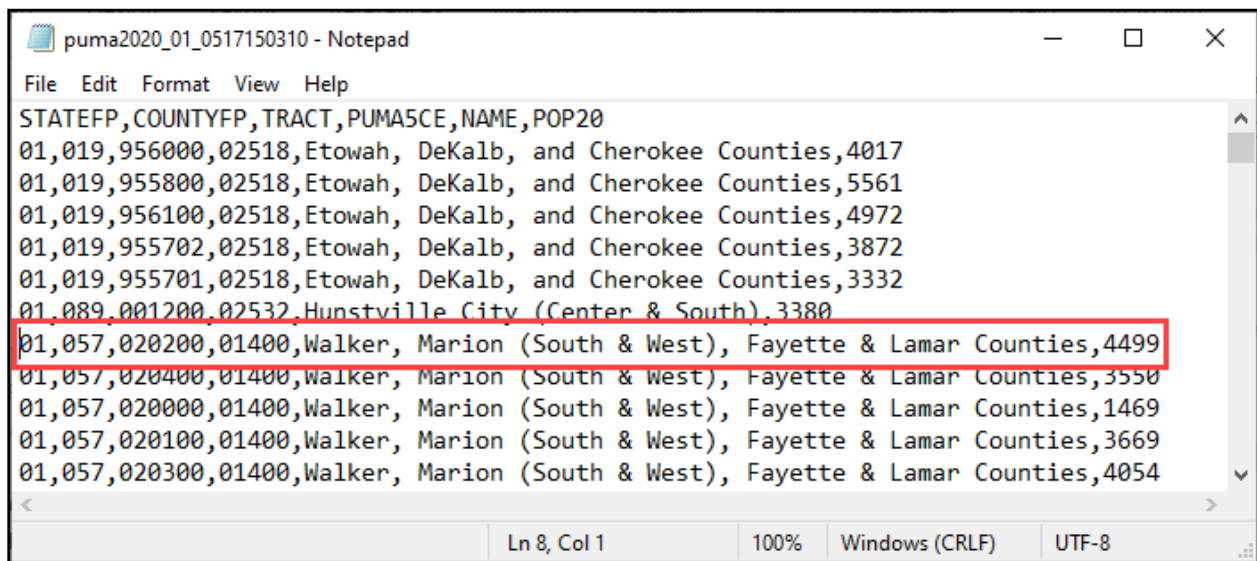 puma2020_01_0517150310 - Notepad
File Edit Format View Help
STATEFP,COUNTYFP,TRACT,PUMA5CE,NAME,POP20
01,019,956000,02518,Etowah, DeKalb, and Cherokee Counties,4017
01,019,955800,02518,Etowah, DeKalb, and Cherokee Counties,5561
01,019,956100,02518,Etowah, DeKalb, and Cherokee Counties,4972
01,019,955702,02518,Etowah, DeKalb, and Cherokee Counties,3872
01,019,955701,02518,Etowah, DeKalb, and Cherokee Counties,3332
01,089,001200,02532,Hunstville City (Center & South),3380
01,057,020200,01400,Walker, Marion (South & West), Fayette & Lamar Counties,4499
01,057,020400,01400,Walker, Marion (South & West), Fayette & Lamar Counties,3550
01,057,020000,01400,Walker, Marion (South & West), Fayette & Lamar Counties,1469
01,057,020100,01400,Walker, Marion (South & West), Fayette & Lamar Counties,3669
01,057,020300,01400,Walker, Marion (South & West), Fayette & Lamar Counties,4054
Ln 8, Col 1 100% Windows (CRLF) UTF-8